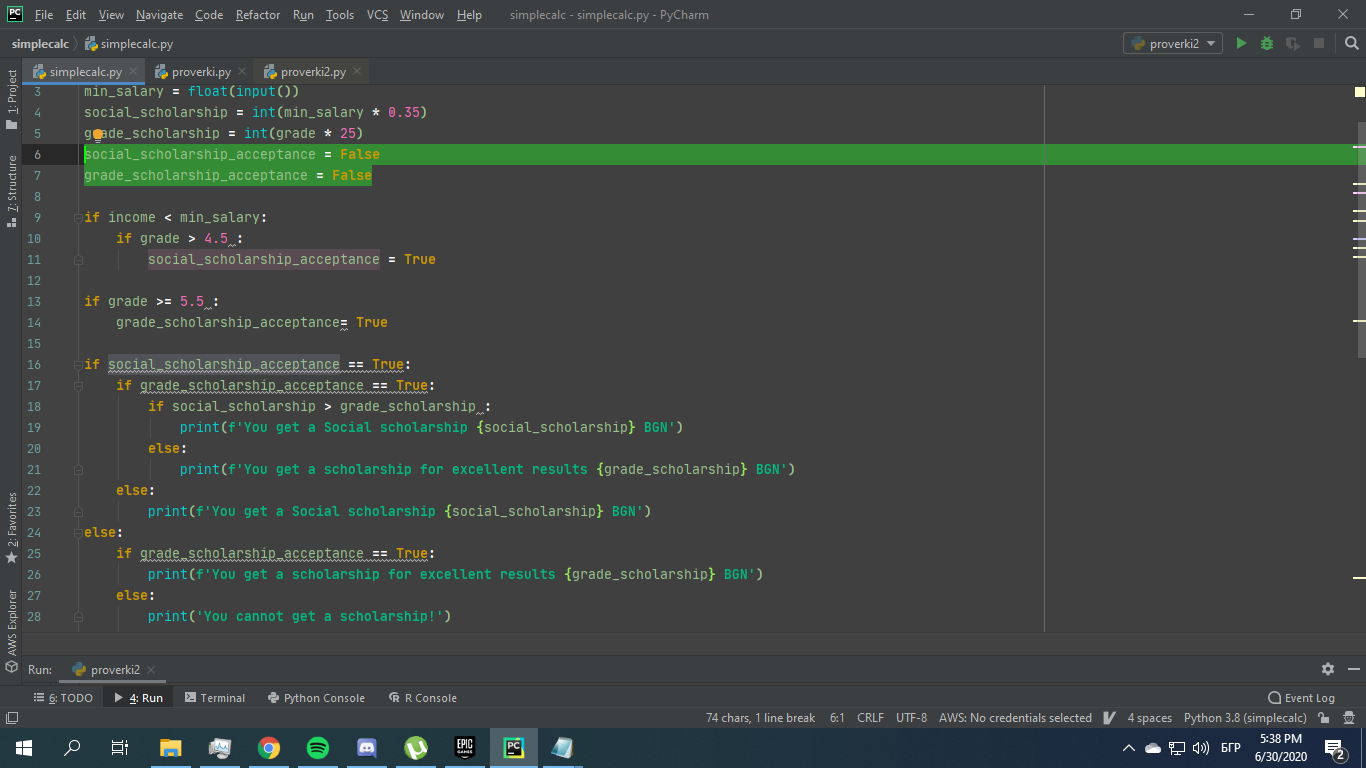 File Edit View Navigate Code Refactor Run Tools VCS Window Help simplecalc - simplecalc.py - PyCharm
simplecalc simplecalc.py proverki2
simplecalc.py proverki.py proverki2.py
1: Project
7: Structure
2: Favorites
AWS Explorer
3 min_salary = float(input())
4 social_scholarship = int(min_salary * 0.35)
5 grade_scholarship = int(grade * 25)
6 social_scholarship_acceptance = False
7 grade_scholarship_acceptance = False
8
9 if income < min_salary:
10 if grade > 4.5 :
11 social_scholarship_acceptance = True
12
13 if grade >= 5.5 :
14 grade_scholarship_acceptance= True
15
16 if social_scholarship_acceptance == True:
17 if grade_scholarship_acceptance == True:
18 if social_scholarship > grade_scholarship :
19 print(f'You get a Social scholarship {social_scholarship} BGN')
20 else:
21 print(f'You get a scholarship for excellent results {grade_scholarship} BGN')
22 else:
23 print(f'You get a Social scholarship {social_scholarship} BGN')
24 else:
25 if grade_scholarship_acceptance == True:
26 print(f'You get a scholarship for excellent results {grade_scholarship} BGN')
27 else:
28 print('You cannot get a scholarship!')
Run: proverki2
6: TODO 4: Run Terminal Python Console R Console Event Log
74 chars, 1 line break 6:1 CRLF UTF-8 AWS: No credentials selected 4 spaces Python 3.8 (simplecalc)
БГР 5:38 PM
6/30/2020 2